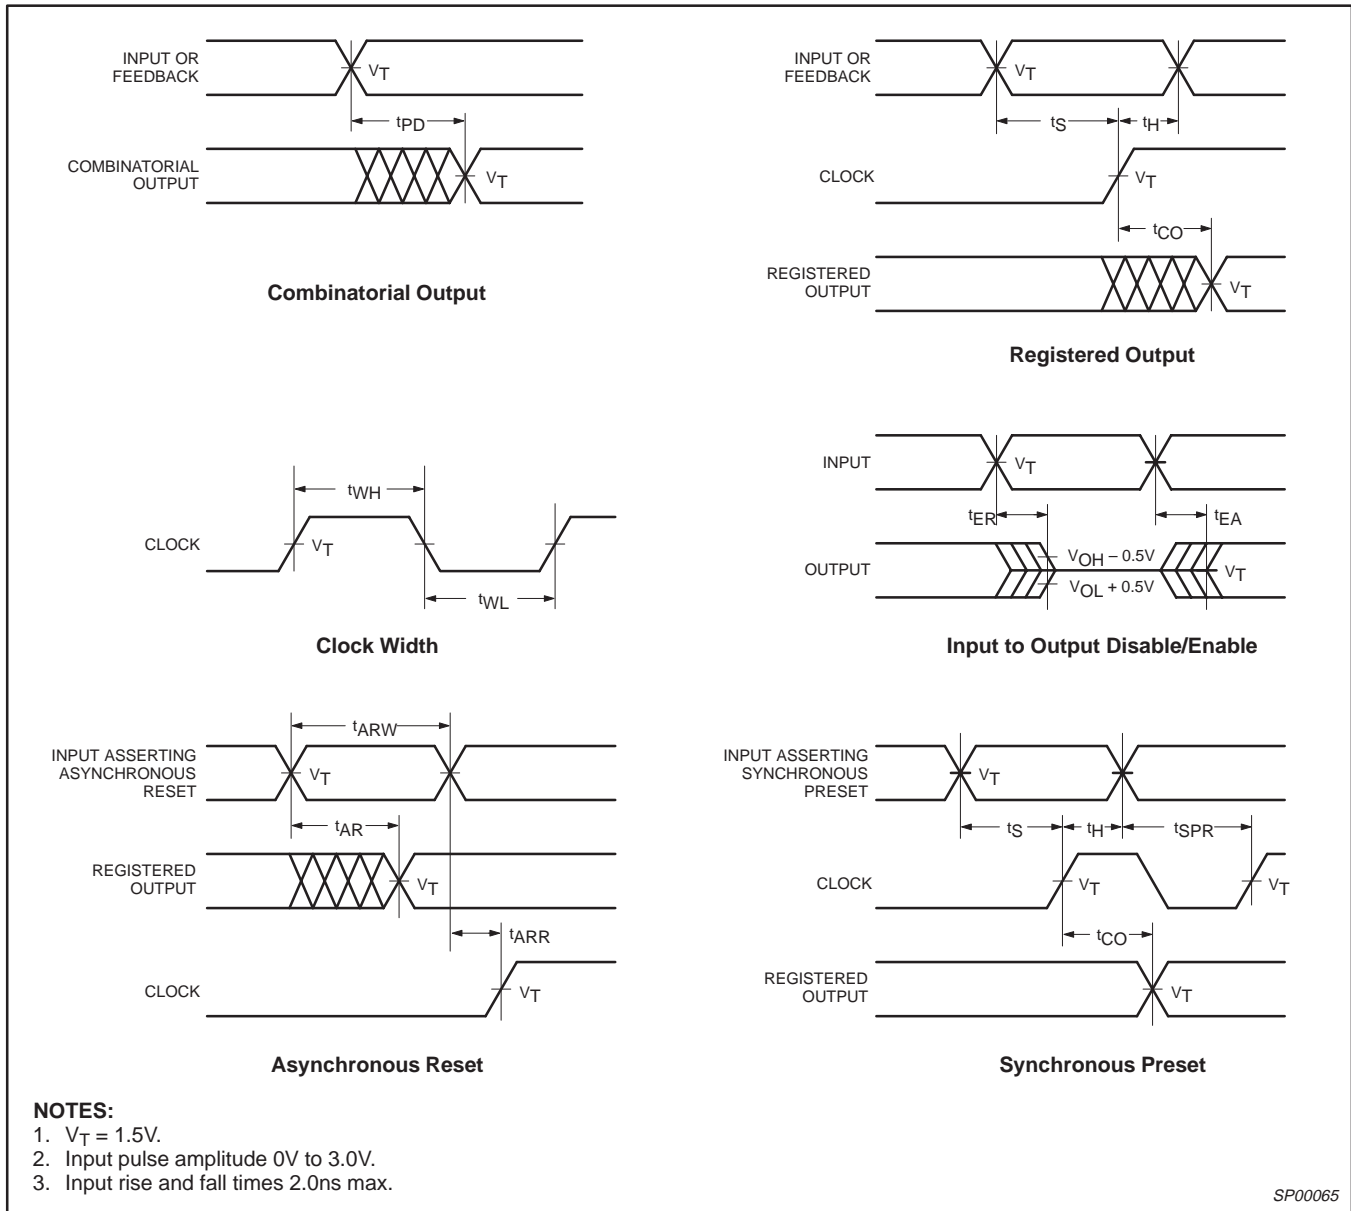 INPUT OR
FEEDBACK
VT
tPD
COMBINATORIAL
OUTPUT
VT
Combinatorial Output
INPUT OR
FEEDBACK
VT
tS
tH
CLOCK
VT
tCO
REGISTERED
OUTPUT
VT
Registered Output
tWH
CLOCK
VT
tWL
Clock Width
INPUT
VT
tER
tEA
OUTPUT
VOH – 0.5V
VOL + 0.5V
VT
Input to Output Disable/Enable
tARW
INPUT ASSERTING
ASYNCHRONOUS
RESET
VT
tAR
REGISTERED
OUTPUT
VT
tARR
CLOCK
VT
Asynchronous Reset
INPUT ASSERTING
SYNCHRONOUS
PRESET
VT
tS
tH
tSPR
CLOCK
VT
VT
tCO
REGISTERED
OUTPUT
VT
Synchronous Preset
NOTES:
1. VT = 1.5V.
2. Input pulse amplitude 0V to 3.0V.
3. Input rise and fall times 2.0ns max.
SP00065